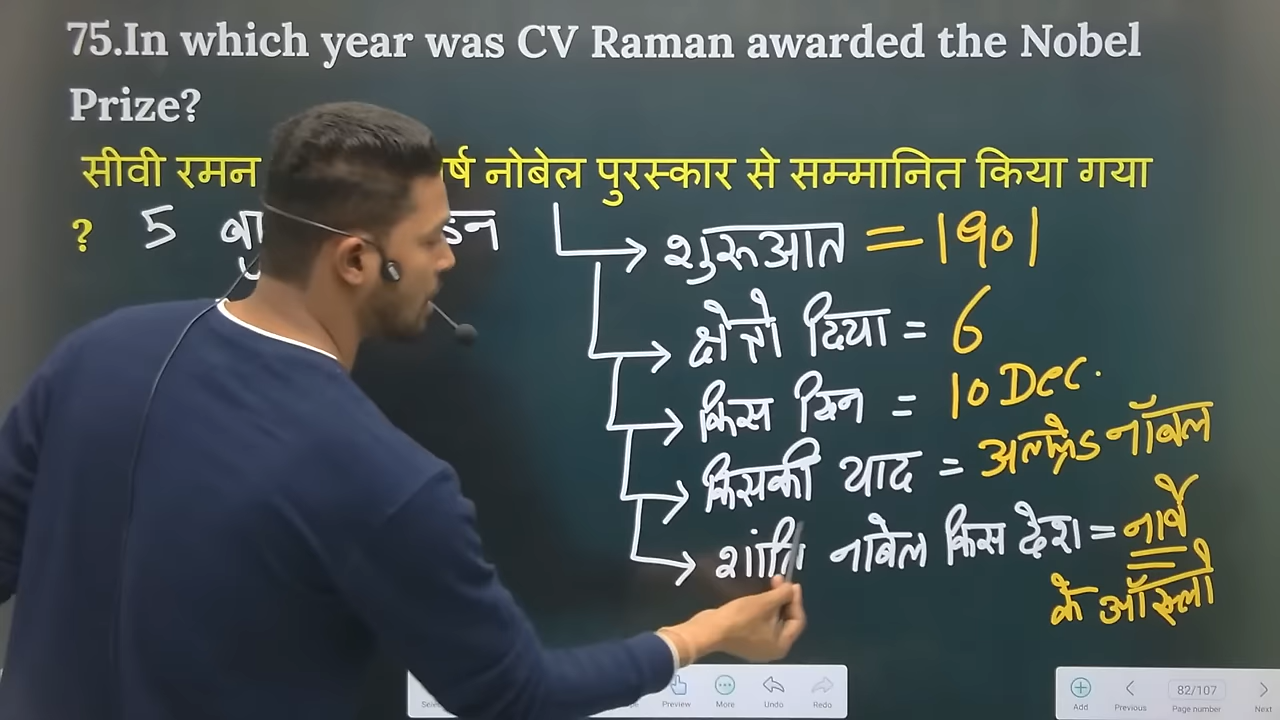 75.In which year was CV Raman awarded the Nobel
Prize?
सीवी रमन र्ष नोबेल पुरस्कार से सम्मानित किया गया
? 5
शुरूआत = 1901
क्षेत्रो दिया = 6
किस दिन = 10 Dec.
किसकी याद = अल्फ्रेड नॉबेल
शांति नाबेल किस देश = नार्वे
के ऑस्लो
Preview More Undo Redo
Add Previous 82/107 Page number Next